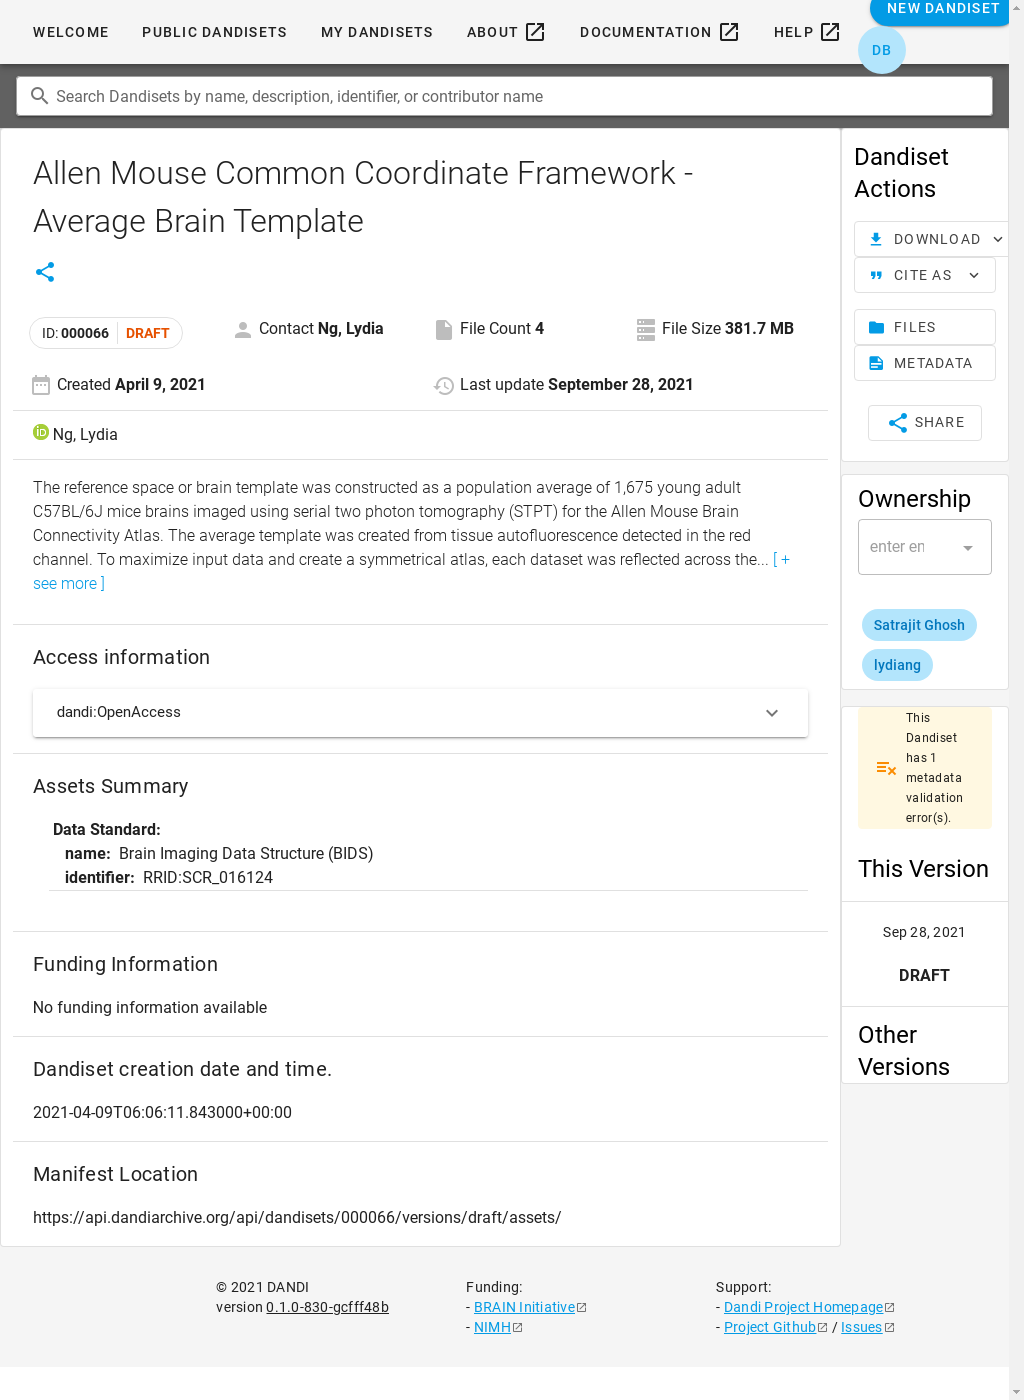 WELCOME PUBLIC DANDISETS MY DANDISETS ABOUT DOCUMENTATION HELP NEW DANDISET
DB
Search Dandisets by name, description, identifier, or contributor name
Allen Mouse Common Coordinate Framework -
Average Brain Template
ID: 000066 DRAFT
Contact Ng, Lydia
File Count 4
File Size 381.7 MB
Created April 9, 2021
Last update September 28, 2021
Ng, Lydia
The reference space or brain template was constructed as a population average of 1,675 young adult
C57BL/6J mice brains imaged using serial two photon tomography (STPT) for the Allen Mouse Brain
Connectivity Atlas. The average template was created from tissue autofluorescence detected in the red
channel. To maximize input data and create a symmetrical atlas, each dataset was reflected across the... [ +
see more ]
Access information
dandi:OpenAccess
Assets Summary
Data Standard:
name: Brain Imaging Data Structure (BIDS)
identifier: RRID:SCR_016124
Funding Information
No funding information available
Dandiset creation date and time.
2021-04-09T06:06:11.843000+00:00
Manifest Location
https://api.dandiarchive.org/api/dandisets/000066/versions/draft/assets/
Dandiset
Actions
DOWNLOAD
CITE AS
FILES
METADATA
SHARE
Ownership
enter en
Satrajit Ghosh
lydiang
This
Dandiset
has 1
metadata
validation
error(s).
This Version
Sep 28, 2021
DRAFT
Other
Versions
© 2021 DANDI
version 0.1.0-830-gcfff48b
Funding:
- BRAIN Initiative
- NIMH
Support:
- Dandi Project Homepage
- Project Github / Issues